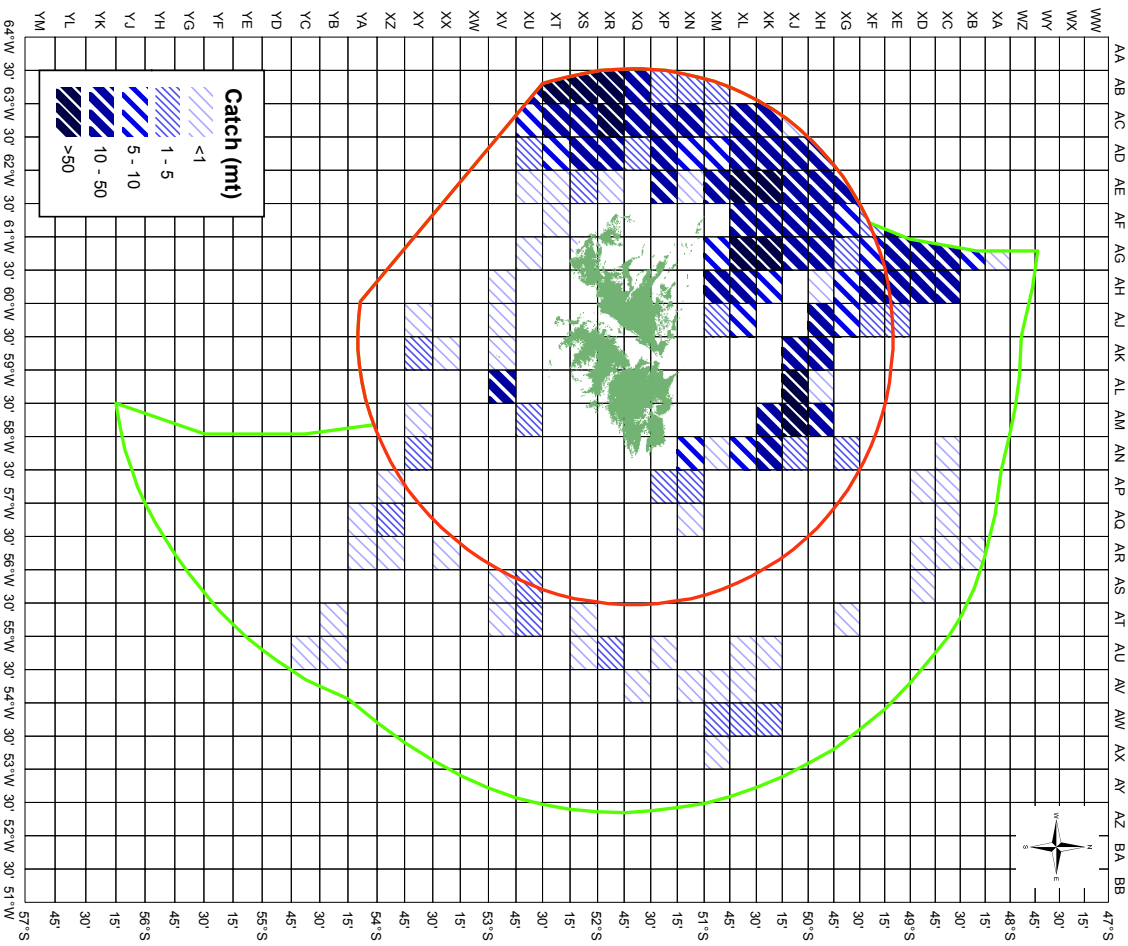 AA AB AC AD AE AF AG AH AJ AK AL AM AN AP AQ AR AS AT AU AV AW AX AY AZ BA BB
WW
WX
WY
WZ
XA
XB
XC
XD
XE
XF
XG
XH
XJ
XK
XL
XM
XN
XP
XQ
XR
XS
XT
XU
XV
XW
XX
XY
XZ
YA
YB
YC
YD
YE
YF
YG
YH
YJ
YK
YL
YM
N
W E
S
47°S
15'
30'
45'
48°S
15'
30'
45'
49°S
15'
30'
45'
50°S
15'
30'
45'
51°S
15'
30'
45'
52°S
15'
30'
45'
53°S
15'
30'
45'
54°S
15'
30'
45'
55°S
15'
30'
45'
56°S
15'
30'
45'
57°S
Catch (mt)
<1
1 - 5
5 - 10
10 - 50
>50
64°W 30' 63°W 30' 62°W 30' 61°W 30' 60°W 30' 59°W 30' 58°W 30' 57°W 30' 56°W 30' 55°W 30' 54°W 30' 53°W 30' 52°W 30' 51°W